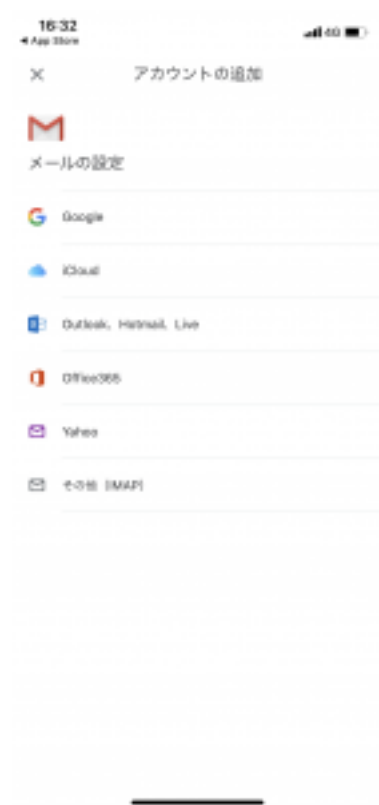 16:32
◀ App Store
4G
アカウントの追加
メールの設定
Google
iCloud
Outlook、Hotmail、Live
Office365
Yahoo
その他 (IMAP)